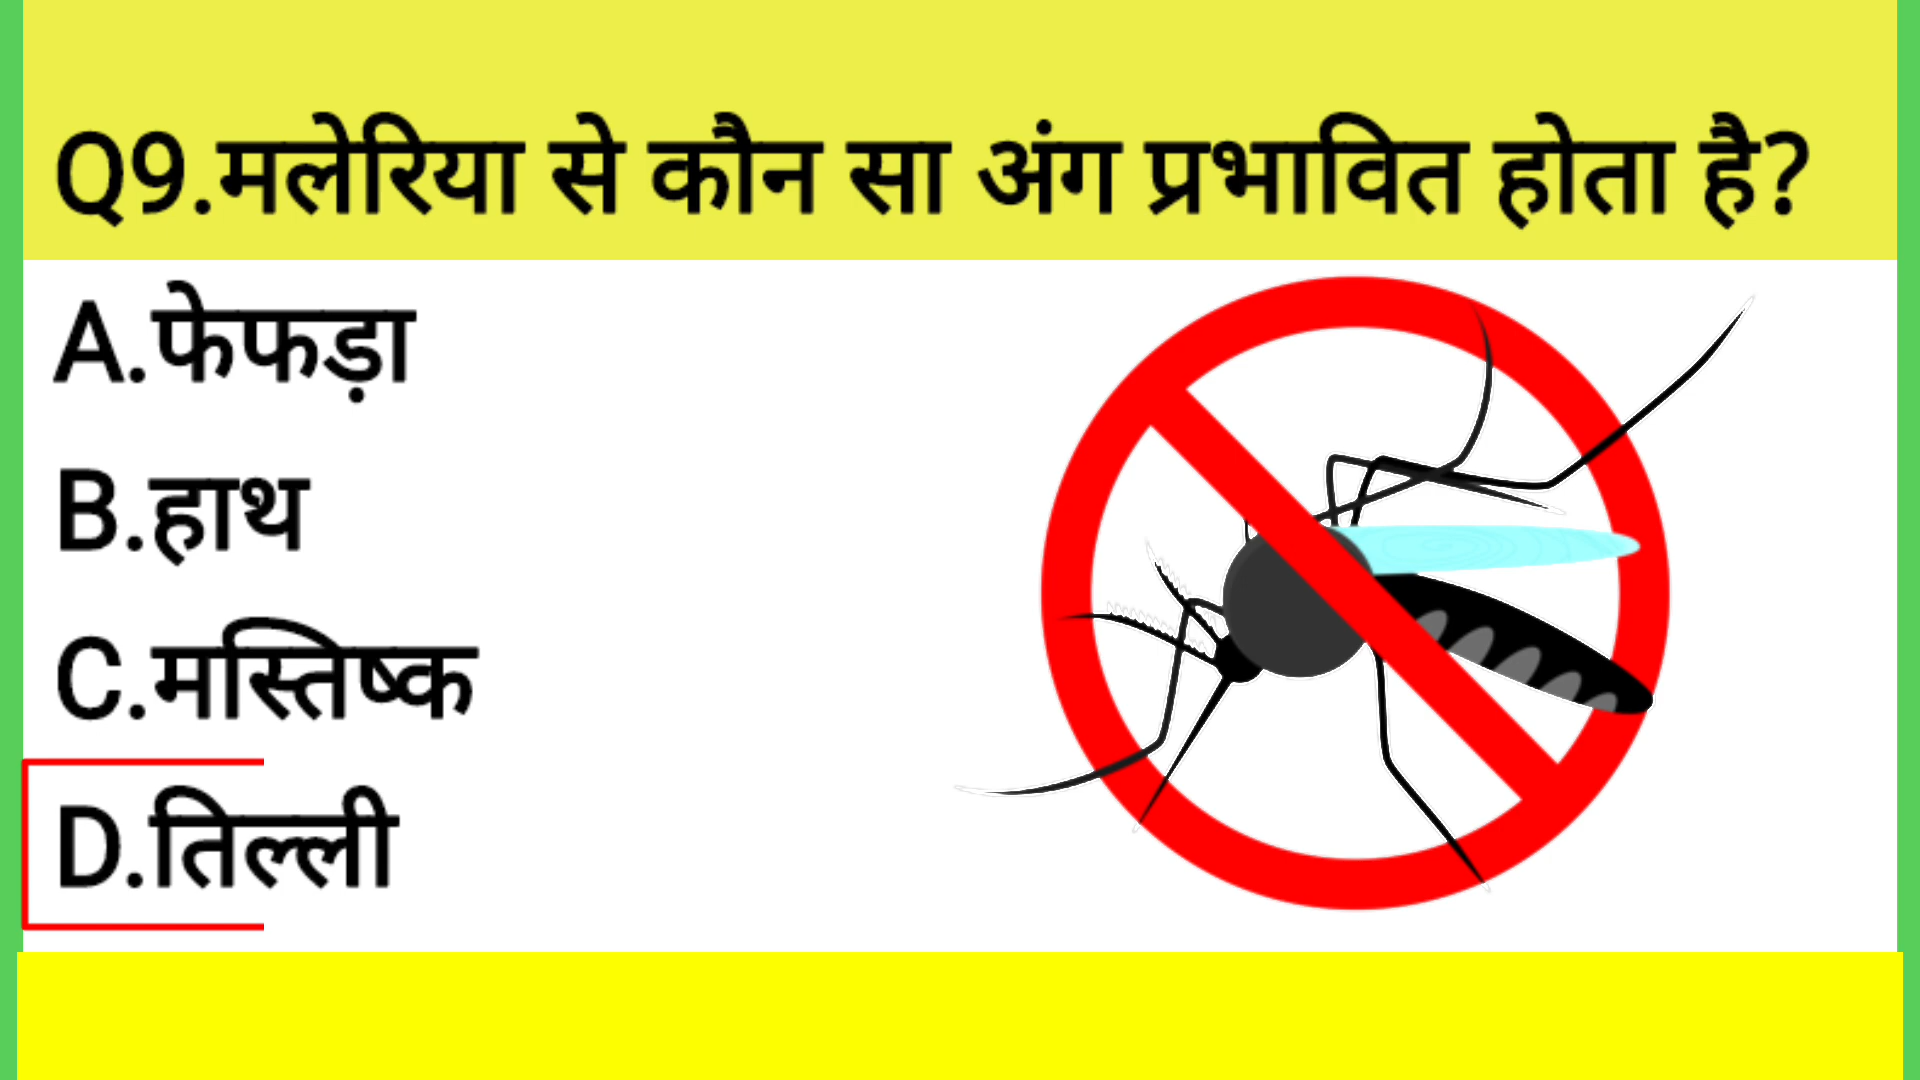 Q9.मलेरिया से कौन सा अंग प्रभावित होता है?
A.फेफड़ा
B.हाथ
C.मस्तिष्क
D.तिल्ली